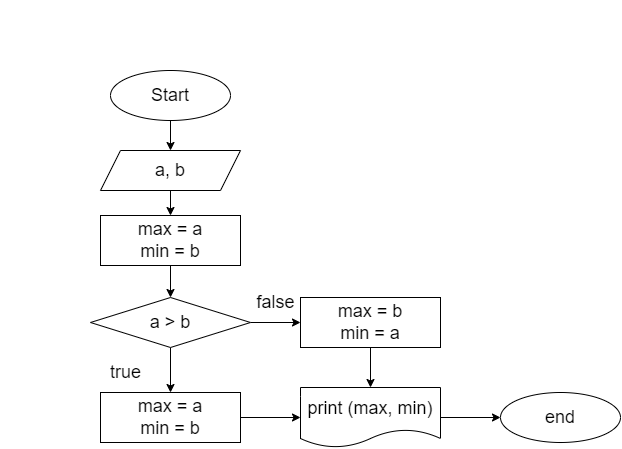 Start
a, b
max = a
min = b
a > b
false
max = b
min = a
true
max = a
min = b
print (max, min)
end